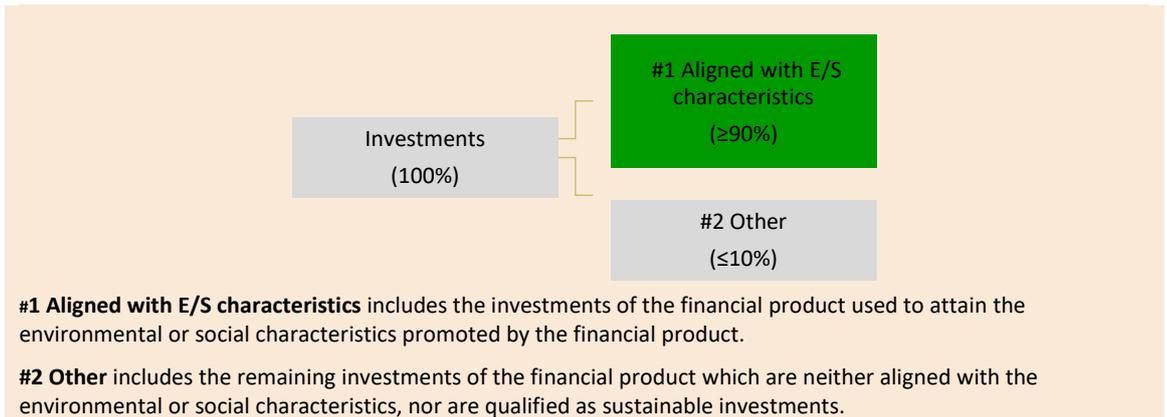 #1 Aligned with E/S
characteristics
(≥90%)
Investments
(100%)
#2 Other
(≤10%)
#1 Aligned with E/S characteristics includes the investments of the financial product used to attain the
environmental or social characteristics promoted by the financial product.
#2 Other includes the remaining investments of the financial product which are neither aligned with the
environmental or social characteristics, nor are qualified as sustainable investments.